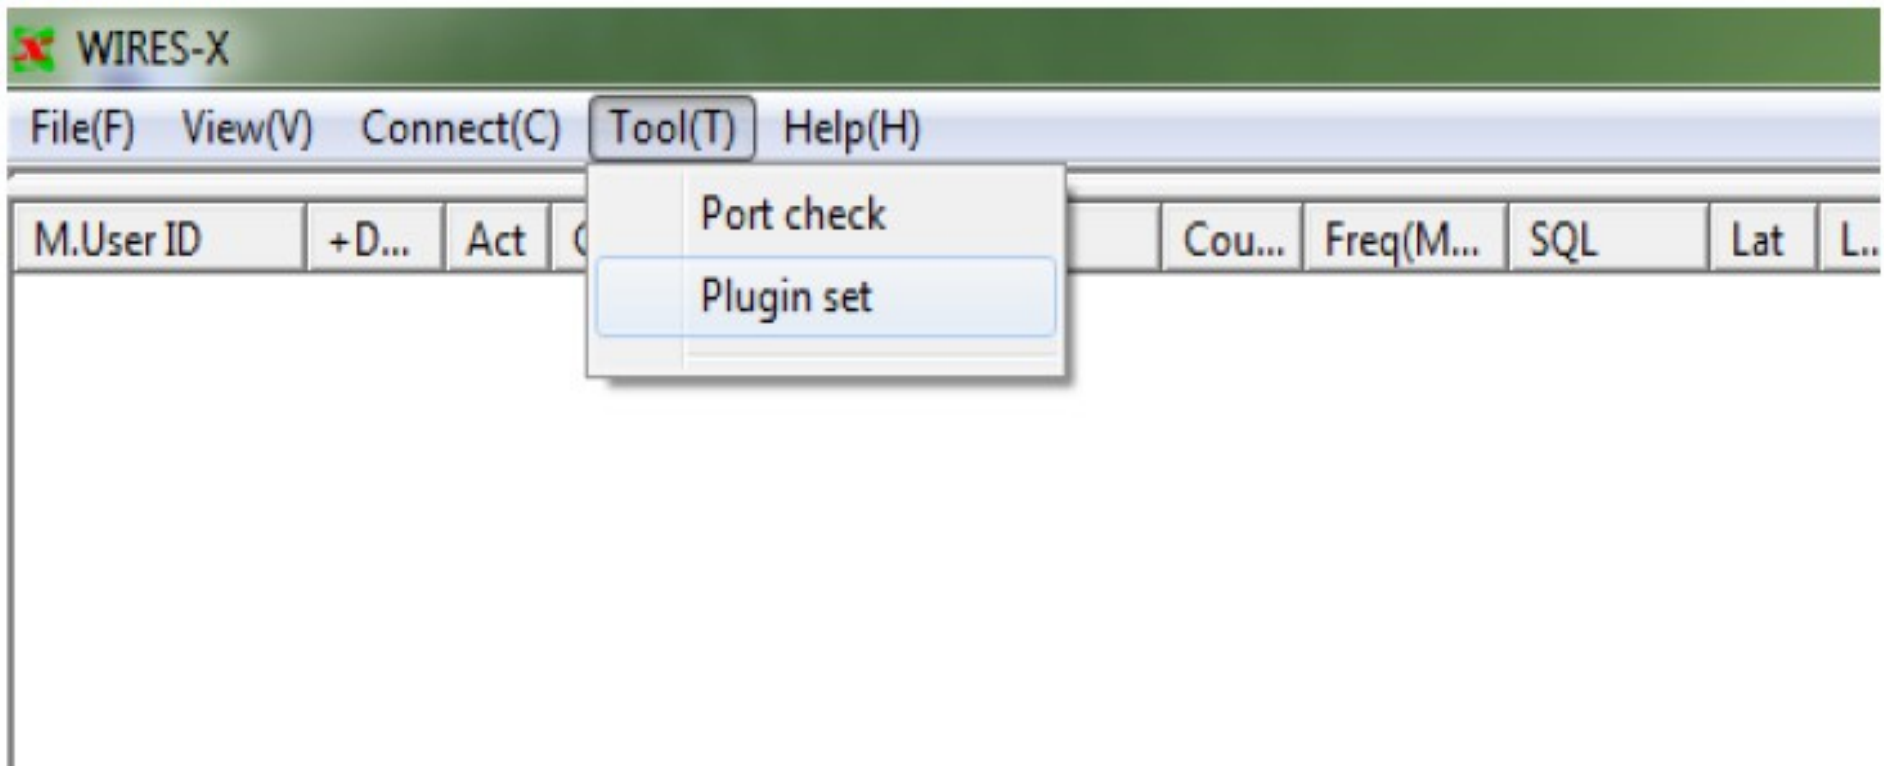 WIRES-X
File(F) View(V) Connect(C) Tool(T) Help(H)
Port check
Plugin set
M.User ID +D... Act Cou... Freq(M... SQL Lat L..